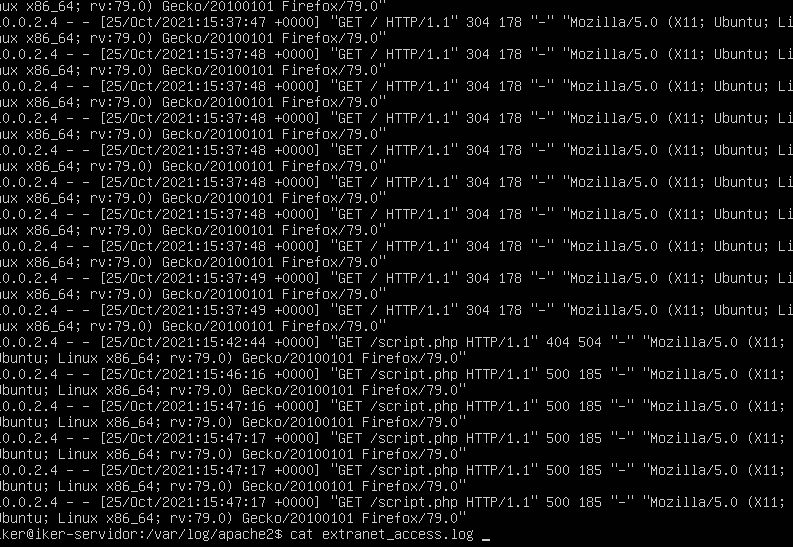 ux x86_64; rv:79.0) Gecko/20100101 Firefox/79.0"
.0.0.2.4 - - [25/Oct/2021:15:37:47 +0000] "GET / HTTP/1.1" 304 178 "-" "Mozilla/5.0 (X11; Ubuntu; Li
ux x86_64; rv:79.0) Gecko/20100101 Firefox/79.0"
.0.0.2.4 - - [25/Oct/2021:15:37:48 +0000] "GET / HTTP/1.1" 304 178 "-" "Mozilla/5.0 (X11; Ubuntu; Li
ux x86_64; rv:79.0) Gecko/20100101 Firefox/79.0"
.0.0.2.4 - - [25/Oct/2021:15:37:48 +0000] "GET / HTTP/1.1" 304 178 "-" "Mozilla/5.0 (X11; Ubuntu; Li
ux x86_64; rv:79.0) Gecko/20100101 Firefox/79.0"
.0.0.2.4 - - [25/Oct/2021:15:37:48 +0000] "GET / HTTP/1.1" 304 178 "-" "Mozilla/5.0 (X11; Ubuntu; Li
ux x86_64; rv:79.0) Gecko/20100101 Firefox/79.0"
.0.0.2.4 - - [25/Oct/2021:15:37:48 +0000] "GET / HTTP/1.1" 304 178 "-" "Mozilla/5.0 (X11; Ubuntu; Li
ux x86_64; rv:79.0) Gecko/20100101 Firefox/79.0"
.0.0.2.4 - - [25/Oct/2021:15:37:48 +0000] "GET / HTTP/1.1" 304 178 "-" "Mozilla/5.0 (X11; Ubuntu; Li
ux x86_64; rv:79.0) Gecko/20100101 Firefox/79.0"
.0.0.2.4 - - [25/Oct/2021:15:37:48 +0000] "GET / HTTP/1.1" 304 178 "-" "Mozilla/5.0 (X11; Ubuntu; Li
ux x86_64; rv:79.0) Gecko/20100101 Firefox/79.0"
.0.0.2.4 - - [25/Oct/2021:15:37:48 +0000] "GET / HTTP/1.1" 304 178 "-" "Mozilla/5.0 (X11; Ubuntu; Li
ux x86_64; rv:79.0) Gecko/20100101 Firefox/79.0"
.0.0.2.4 - - [25/Oct/2021:15:37:49 +0000] "GET / HTTP/1.1" 304 178 "-" "Mozilla/5.0 (X11; Ubuntu; Li
ux x86_64; rv:79.0) Gecko/20100101 Firefox/79.0"
.0.0.2.4 - - [25/Oct/2021:15:37:49 +0000] "GET / HTTP/1.1" 304 178 "-" "Mozilla/5.0 (X11; Ubuntu; Li
ux x86_64; rv:79.0) Gecko/20100101 Firefox/79.0"
.0.0.2.4 - - [25/Oct/2021:15:42:44 +0000] "GET /script.php HTTP/1.1" 404 504 "-" "Mozilla/5.0 (X11;
Ubuntu; Linux x86_64; rv:79.0) Gecko/20100101 Firefox/79.0"
.0.0.2.4 - - [25/Oct/2021:15:46:16 +0000] "GET /script.php HTTP/1.1" 500 185 "-" "Mozilla/5.0 (X11;
Ubuntu; Linux x86_64; rv:79.0) Gecko/20100101 Firefox/79.0"
.0.0.2.4 - - [25/Oct/2021:15:47:16 +0000] "GET /script.php HTTP/1.1" 500 185 "-" "Mozilla/5.0 (X11;
Ubuntu; Linux x86_64; rv:79.0) Gecko/20100101 Firefox/79.0"
.0.0.2.4 - - [25/Oct/2021:15:47:17 +0000] "GET /script.php HTTP/1.1" 500 185 "-" "Mozilla/5.0 (X11;
Ubuntu; Linux x86_64; rv:79.0) Gecko/20100101 Firefox/79.0"
.0.0.2.4 - - [25/Oct/2021:15:47:17 +0000] "GET /script.php HTTP/1.1" 500 185 "-" "Mozilla/5.0 (X11;
Ubuntu; Linux x86_64; rv:79.0) Gecko/20100101 Firefox/79.0"
.0.0.2.4 - - [25/Oct/2021:15:47:17 +0000] "GET /script.php HTTP/1.1" 500 185 "-" "Mozilla/5.0 (X11;
Ubuntu; Linux x86_64; rv:79.0) Gecko/20100101 Firefox/79.0"
iker@iker-servidor:/var/log/apache2$ cat extranet_access.log _